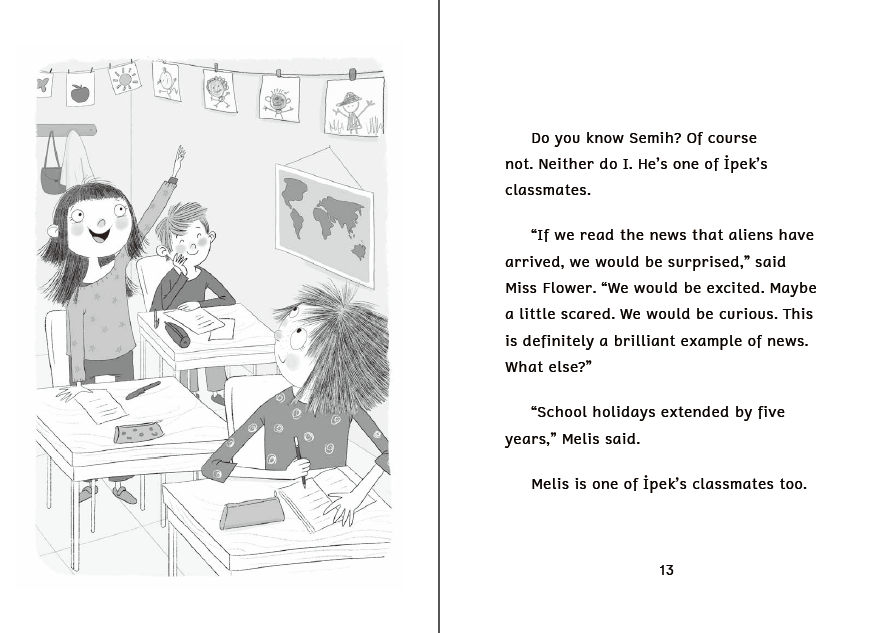 Do you know Semih? Of course
not. Neither do I. He’s one of İpek’s
classmates.
“If we read the news that aliens have
arrived, we would be surprised,” said
Miss Flower. “We would be excited. Maybe
a little scared. We would be curious. This
is definitely a brilliant example of news.
What else?”
“School holidays extended by five
years,” Melis said.
Melis is one of İpek’s classmates too.
13